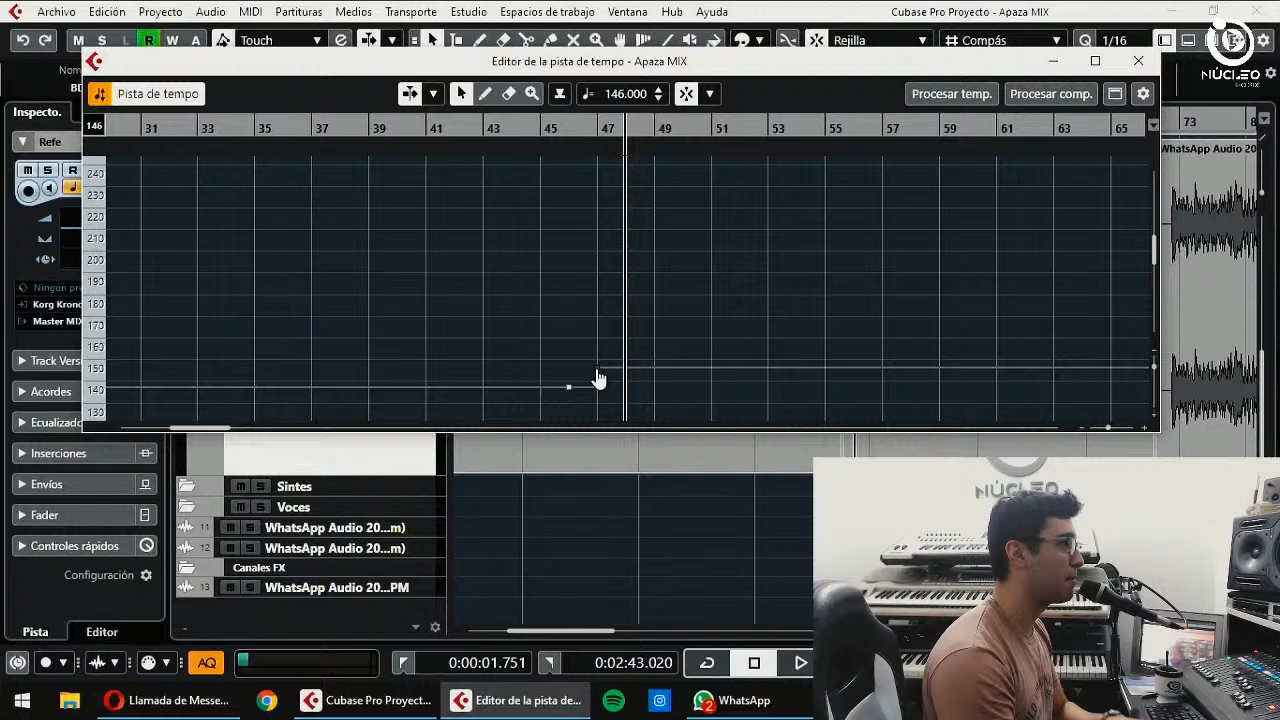 Archivo Edición Proyecto Audio MIDI Partituras Medios Transporte Estudio Espacios de trabajo Ventana Hub Ayuda Cubase Pro Proyecto - Apaza MIX
M S L R W A Touch Rejilla Compás Q 1/16
NÚCLEO
Editor de la pista de tempo - Apaza MIX
Pista de tempo 146.000 Procesar temp. Procesar comp.
146 31 33 35 37 39 41 43 45 47 49 51 53 55 57 59 61 63 65 73
WhatsApp Audio 20
Inspecto.
Refe
M S R
240
230
220
210
200
190
180
170
160
150
140
130
Ningún pr
Korg Krono
Master MIX
Track Vers
Acordes
Ecualizado
Inserciones
Envíos
Fader
Controles rápidos
Configuración
Pista Editor
M S Sintes
M S Voces
11 M S WhatsApp Audio 20...m)
12 M S WhatsApp Audio 20...m)
Canales FX
13 M S WhatsApp Audio 20...PM
NÚCLEO
AQ 0:00:01.751 0:02:43.020
Llamada de Messe... Cubase Pro Proyect... Editor de la pista de... 2 WhatsApp